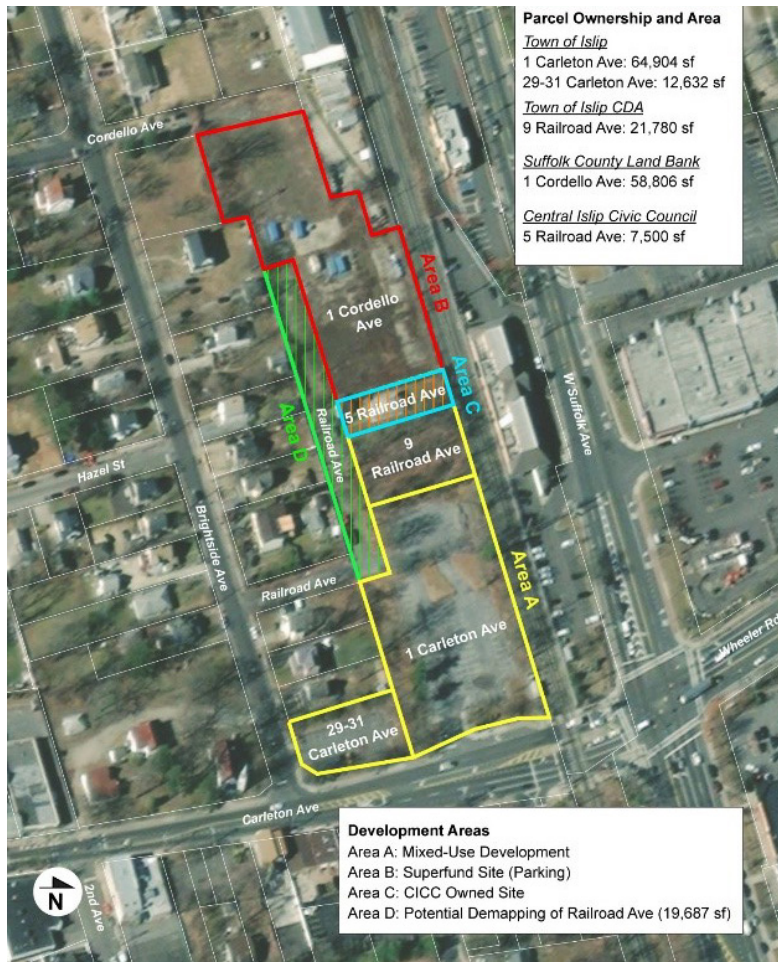 Parcel Ownership and Area
Town of Islip
1 Carleton Ave: 64,904 sf
29-31 Carleton Ave: 12,632 sf
Town of Islip CDA
9 Railroad Ave: 21,780 sf
Suffolk County Land Bank
1 Cordello Ave: 58,806 sf
Central Islip Civic Council
5 Railroad Ave: 7,500 sf
Cordello Ave
Area B
1 Cordello
Ave
Area C
5 Railroad Ave
W Suffolk Ave
Area D
Railroad Ave
9
Railroad Ave
Hazel St
Brightside Ave
Railroad Ave
Area A
1 Carleton Ave
Wheeler Rd
29-31
Carleton Ave
Carleton Ave
2nd Ave
N
Development Areas
Area A: Mixed-Use Development
Area B: Superfund Site (Parking)
Area C: CICC Owned Site
Area D: Potential Demapping of Railroad Ave (19,687 sf)